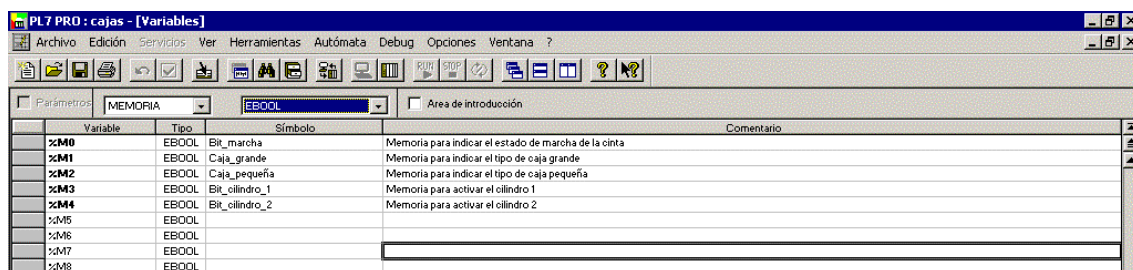 PL7 PRO : cajas - [Variables]
Archivo Edición Servicios Ver Herramientas Autómata Debug Opciones Ventana ?
RUN STOP
Parámetros MEMORIA EBOOL Area de introducción
Variable Tipo Símbolo Comentario
%M0 EBOOL Bit_marcha Memoria para indicar el estado de marcha de la cinta
%M1 EBOOL Caja_grande Memoria para indicar el tipo de caja grande
%M2 EBOOL Caja_pequeña Memoria para indicar el tipo de caja pequeña
%M3 EBOOL Bit_cilindro_1 Memoria para activar el cilindro 1
%M4 EBOOL Bit_cilindro_2 Memoria para activar el cilindro 2
%M5 EBOOL
%M6 EBOOL
%M7 EBOOL
%M8 EBOOL